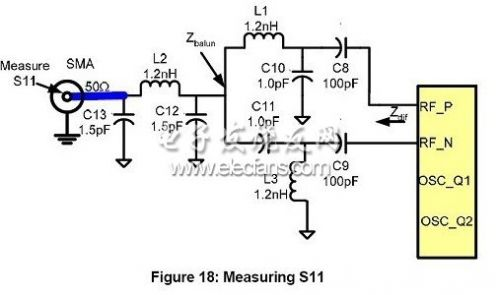 Measure
S11
SMA
50Ω
C13
1.5pF
L2
1.2nH
C12
1.5pF
Zbalun
L1
1.2nH
C10
1.0pF
C8
100pF
C11
1.0pF
L3
1.2nH
C9
100pF
Zdif
RF_P
RF_N
OSC_Q1
OSC_Q2
电子发烧友网
www.elecfans.com
Figure 18: Measuring S11